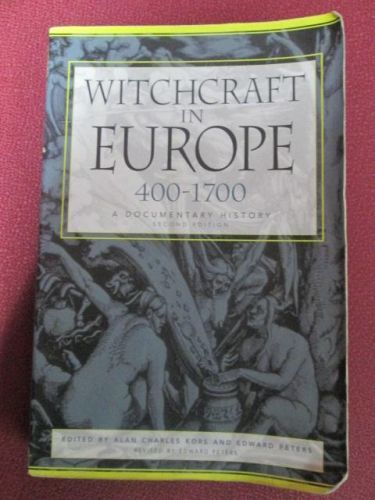 WITCHCRAFT
IN
EUROPE
400-1700
A DOCUMENTARY HISTORY
SECOND EDITION
EDITED BY ALAN CHARLES KORS AND EDWARD PETERS
REVISED BY EDWARD PETERS